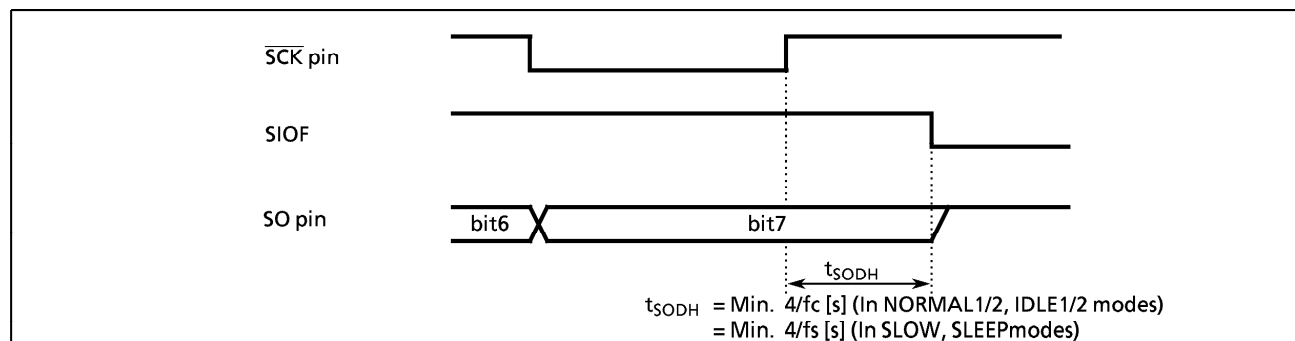 SCK pin
SIOF
SO pin
bit6 bit7
tSODH
tSODH = Min. 4/fc [s] (In NORMAL1/2, IDLE1/2 modes)
= Min. 4/fs [s] (In SLOW, SLEEPmodes)